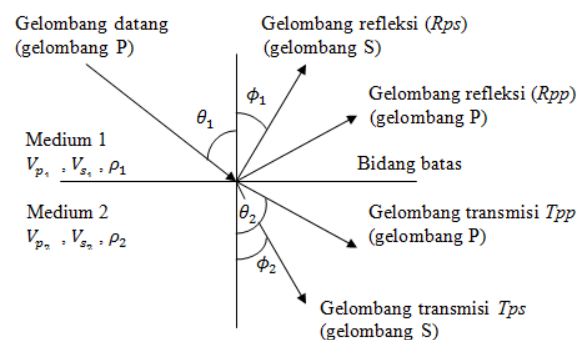 Gelombang datang
(gelombang P)
Gelombang refleksi (Rps)
(gelombang S)
ϕ₁
θ₁
Gelombang refleksi (Rpp)
(gelombang P)
Medium 1
Vₚ₁ , Vₛ₁ , ρ₁
Bidang batas
Medium 2
Vₚ₂ , Vₛ₂ , ρ₂
θ₂
Gelombang transmisi Tpp
(gelombang P)
ϕ₂
Gelombang transmisi Tps
(gelombang S)